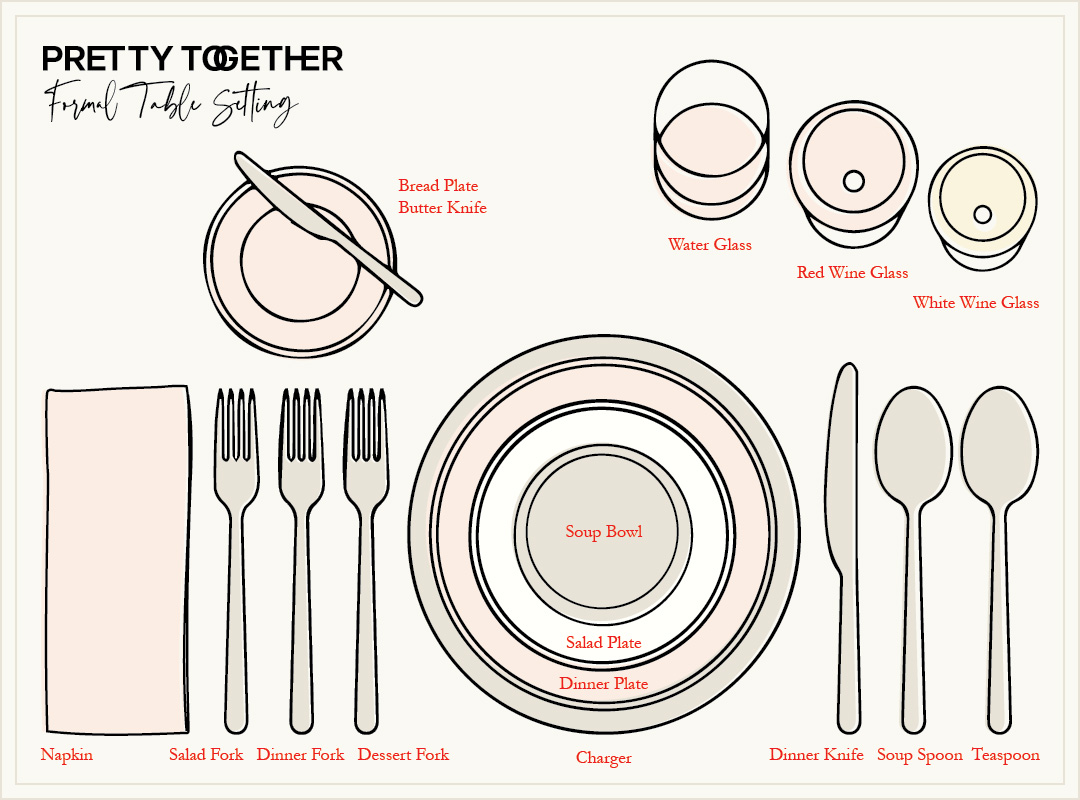 PRETTY TOGETHER
Formal Table Setting
Bread Plate
Butter Knife
Water Glass
Red Wine Glass
White Wine Glass
Soup Bowl
Salad Plate
Dinner Plate
Charger
Napkin
Salad Fork
Dinner Fork
Dessert Fork
Dinner Knife
Soup Spoon
Teaspoon